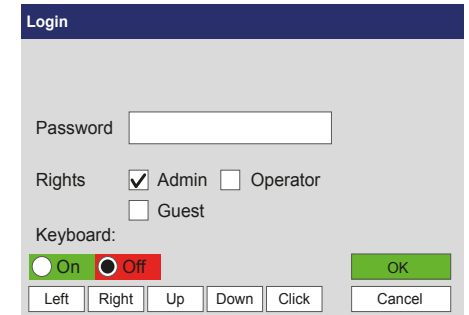 Login
Password
Rights Admin Operator
Guest
Keyboard:
On Off OK
Left Right Up Down Click Cancel